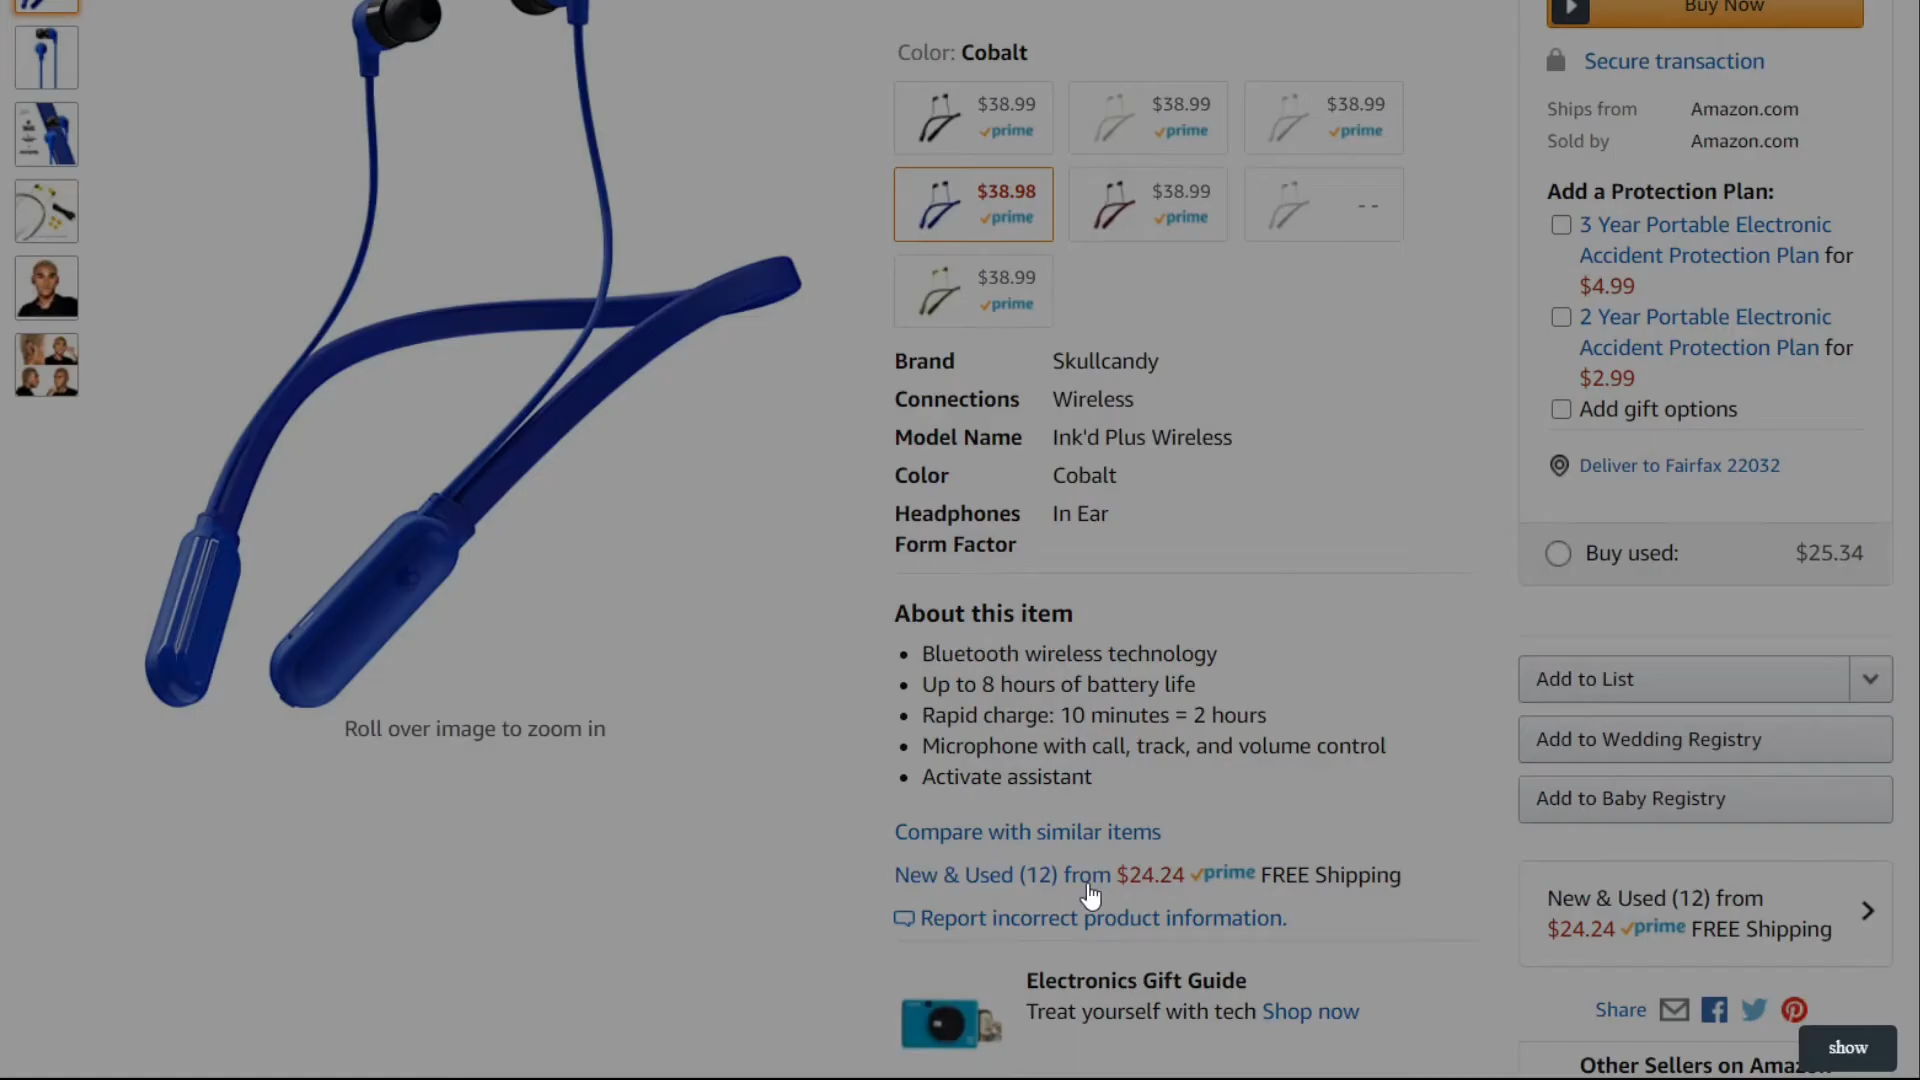 Buy Now
Secure transaction
Ships from Amazon.com
Sold by Amazon.com
Add a Protection Plan:
3 Year Portable Electronic
Accident Protection Plan for
$4.99
2 Year Portable Electronic
Accident Protection Plan for
$2.99
Add gift options
Deliver to Fairfax 22032
Buy used: $25.34
Add to List
Add to Wedding Registry
Add to Baby Registry
New & Used (12) from
$24.24 prime FREE Shipping
Share
show
Other Sellers on Amaz
Color: Cobalt
$38.99 $38.99 $38.99
prime prime prime
$38.98 $38.99 - -
prime prime
$38.99
prime
Brand Skullcandy
Connections Wireless
Model Name Ink'd Plus Wireless
Color Cobalt
Headphones In Ear
Form Factor
About this item
• Bluetooth wireless technology
• Up to 8 hours of battery life
• Rapid charge: 10 minutes = 2 hours
• Microphone with call, track, and volume control
• Activate assistant
Compare with similar items
New & Used (12) from $24.24 prime FREE Shipping
Report incorrect product information.
Electronics Gift Guide
Treat yourself with tech Shop now
Roll over image to zoom in